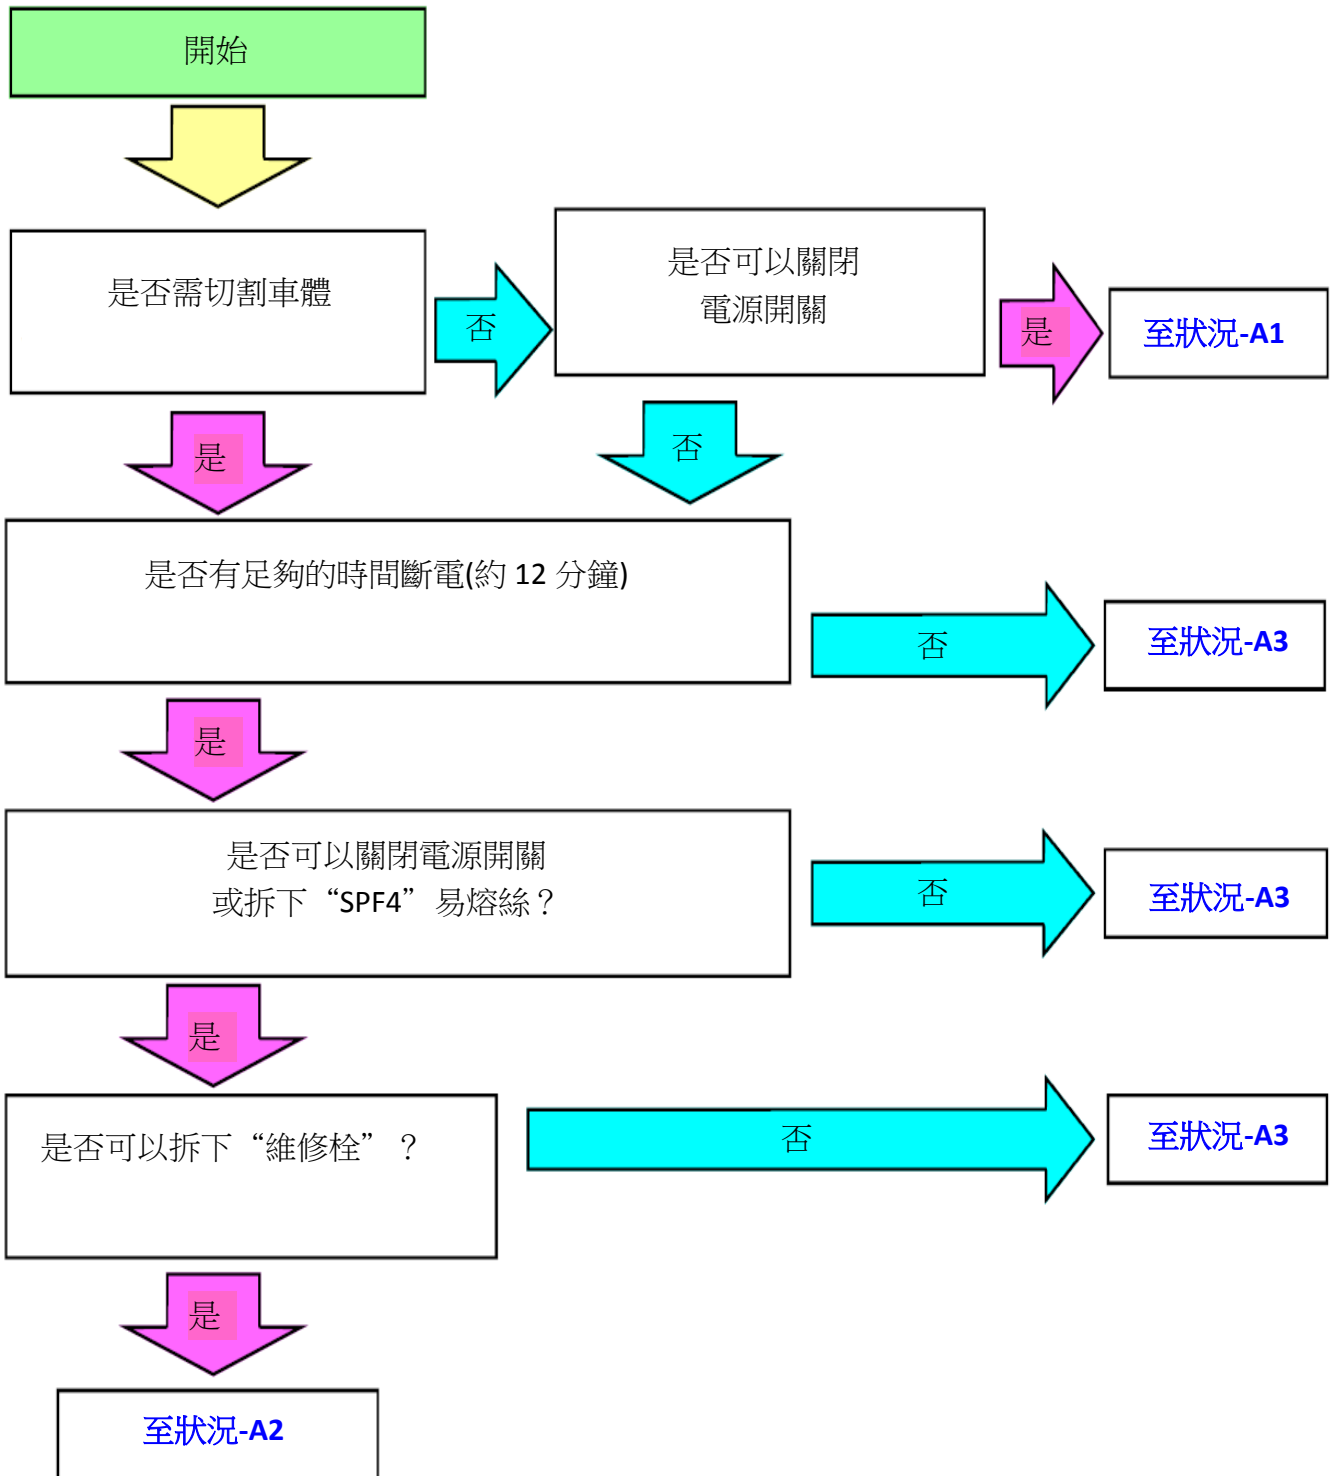 開始
是否需切割車體
否
是否可以關閉
電源開關
是
至狀況-A1
是
否
是否有足夠的時間斷電(約 12 分鐘)
否
至狀況-A3
是
是否可以關閉電源開關
或拆下“SPF4”易熔絲？
否
至狀況-A3
是
是否可以拆下“維修栓”？
否
至狀況-A3
是
至狀況-A2